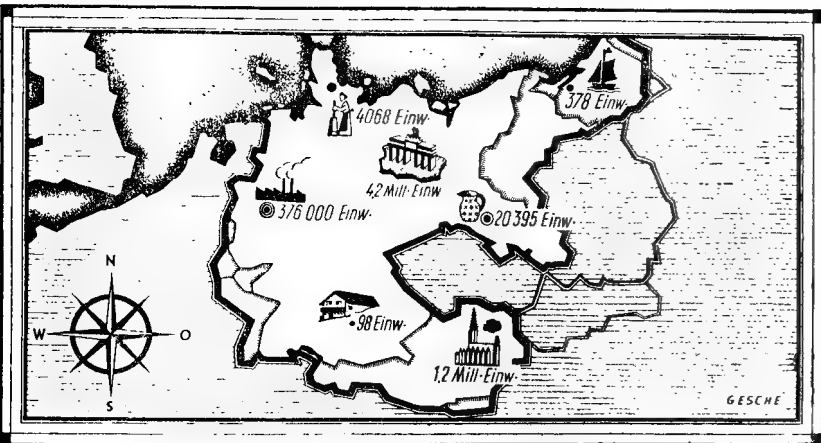 378 Einw.
4068 Einw.
4,2 Mill·Einw
376 000 Einw.
20 395 Einw.
N
W
O
S
98 Einw.
1,2 Mill·Einw.
GESCHE